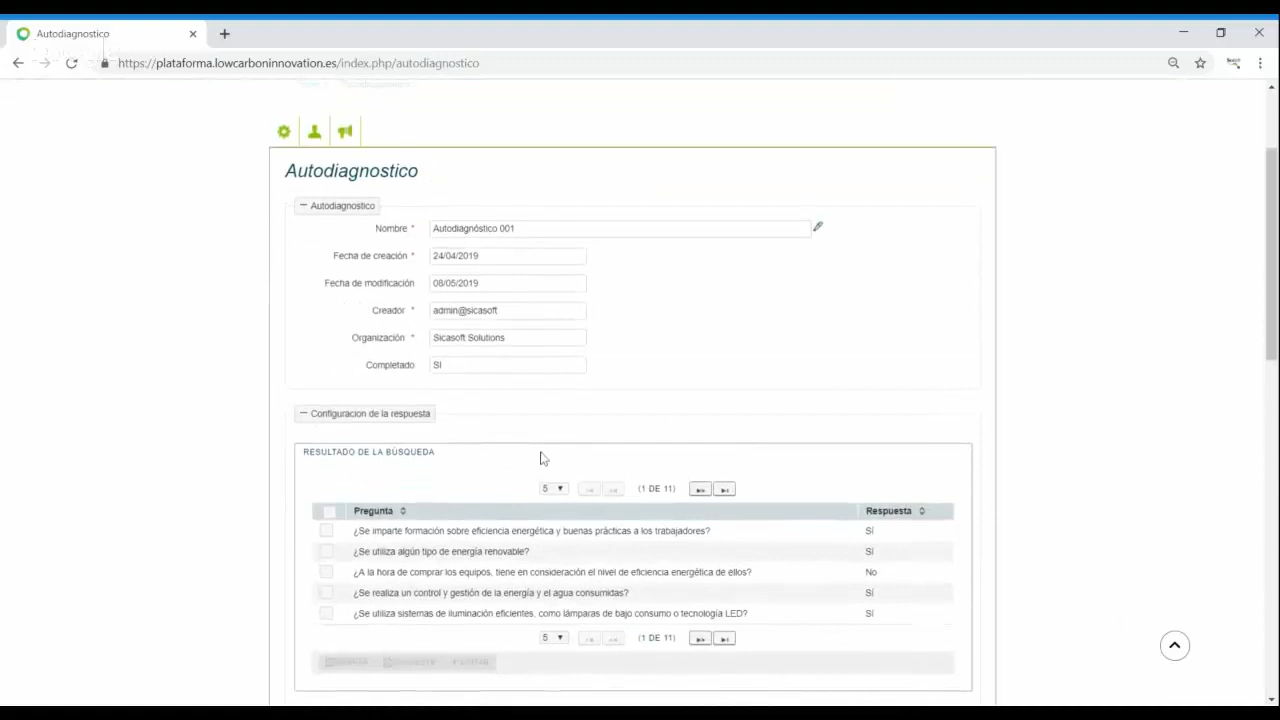 Autodiagnostico
https://plataforma.lowcarboninnovation.es/index.php/autodiagnostico
Autodiagnostico
Autodiagnostico
Nombre * Autodiagnóstico 001
Fecha de creación * 24/04/2019
Fecha de modificación 08/05/2019
Creador * admin@sicasoft
Organización * Sicasoft Solutions
Completado SI
Configuracion de la respuesta
RESULTADO DE LA BÚSQUEDA
5 (1 DE 11)
Pregunta Respuesta
¿Se imparte formación sobre eficiencia energética y buenas prácticas a los trabajadores? Sí
¿Se utiliza algún tipo de energía renovable? Sí
¿A la hora de comprar los equipos, tiene en consideración el nivel de eficiencia energética de ellos? No
¿Se realiza un control y gestión de la energía y el agua consumidas? Sí
¿Se utiliza sistemas de iluminación eficientes, como lámparas de bajo consumo o tecnología LED? Sí
5 (1 DE 11)